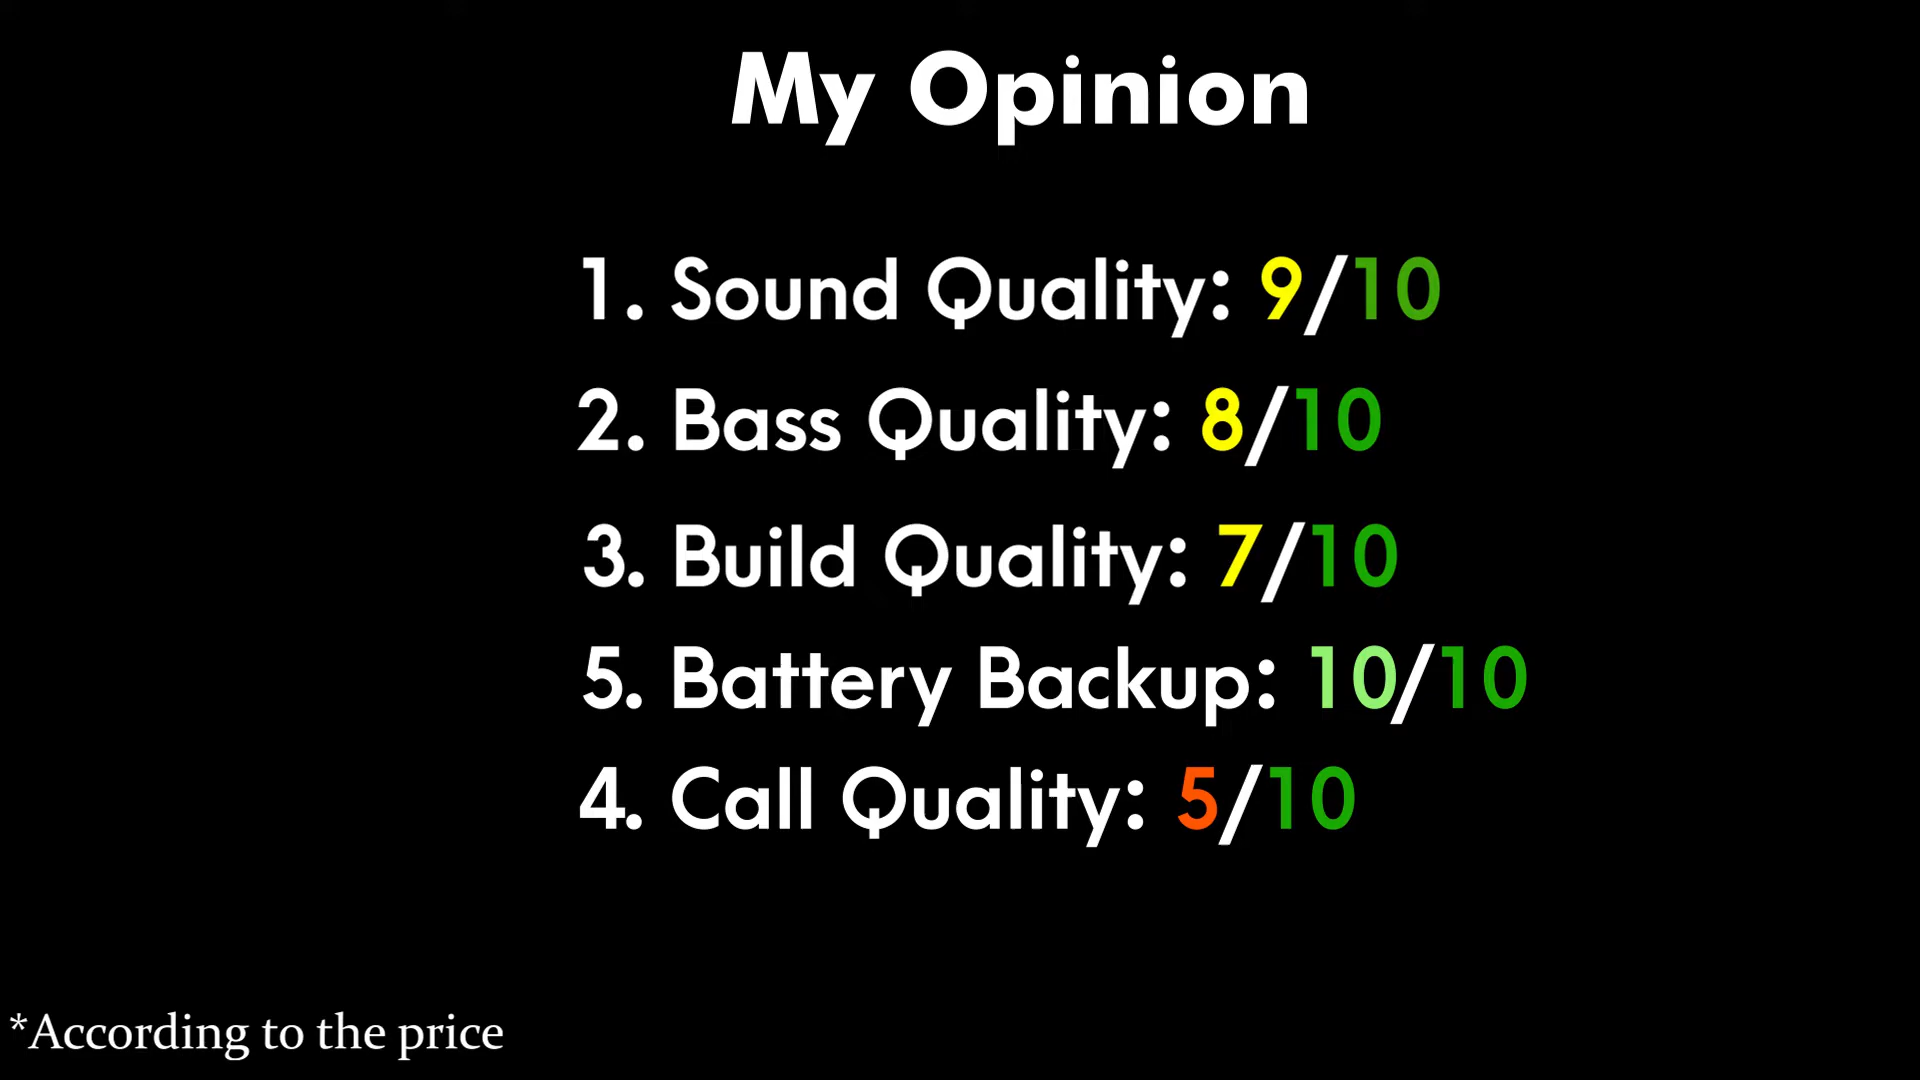 My Opinion
1. Sound Quality: 9/10
2. Bass Quality: 8/10
3. Build Quality: 7/10
5. Battery Backup: 10/10
4. Call Quality: 5/10
*According to the price